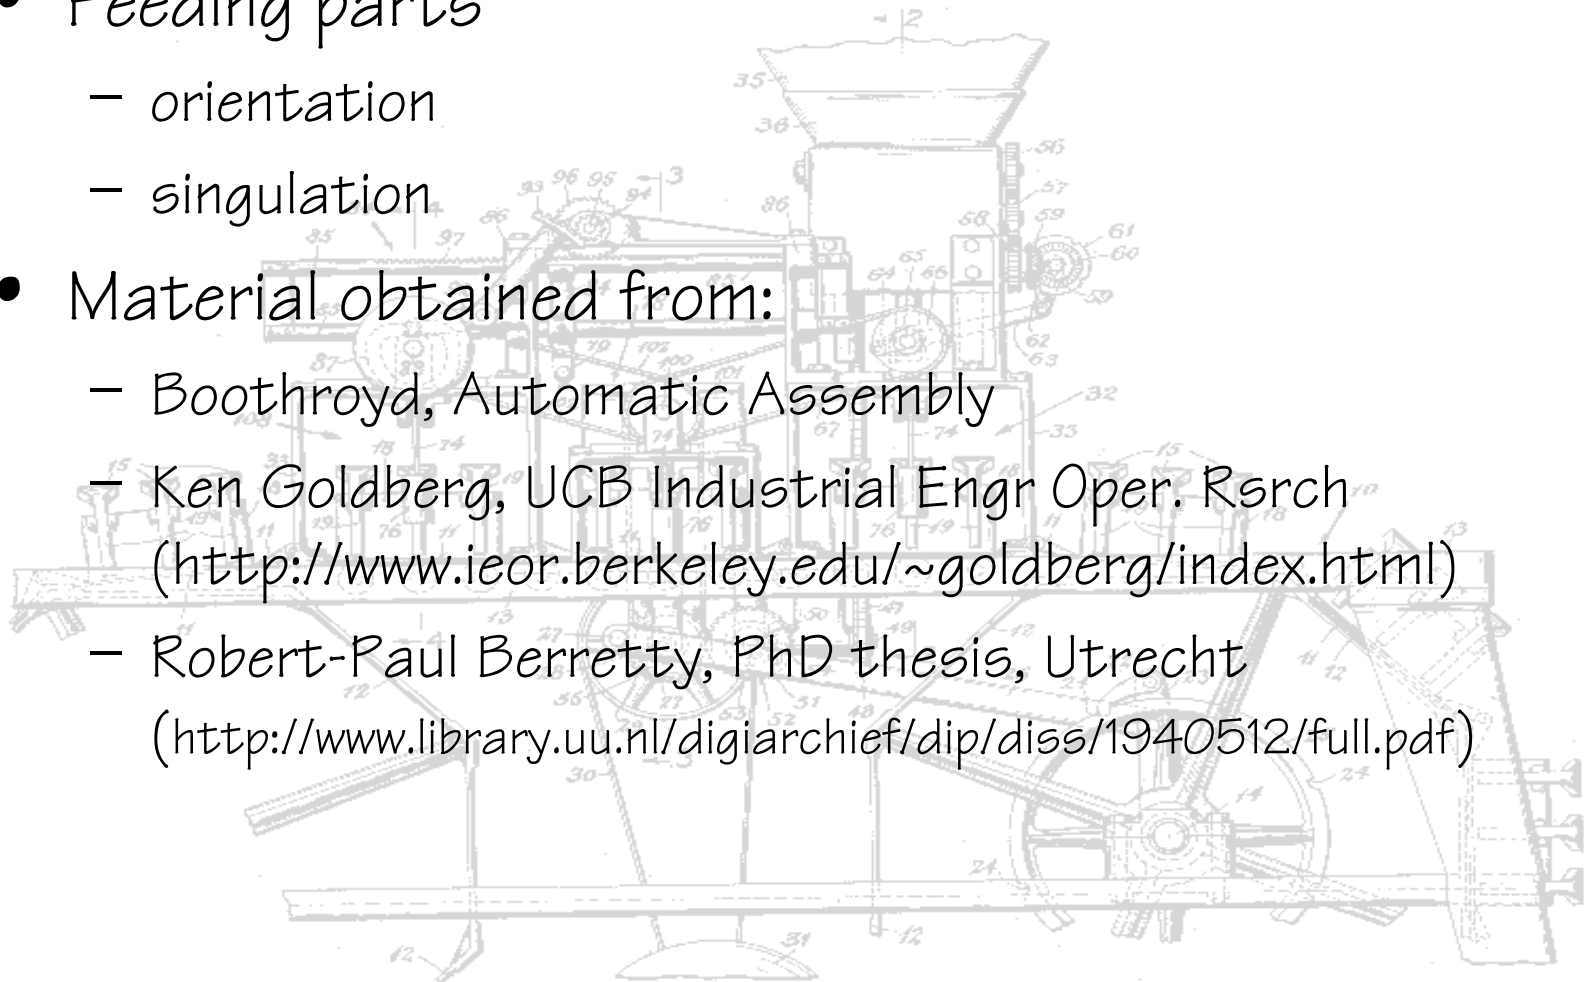 • Feeding parts
– orientation
– singulation
• Material obtained from:
– Boothroyd, Automatic Assembly
– Ken Goldberg, UCB Industrial Engr Oper. Rsrch
(http://www.ieor.berkeley.edu/~goldberg/index.html)
– Robert-Paul Berretty, PhD thesis, Utrecht
(http://www.library.uu.nl/digiarchief/dip/diss/1940512/full.pdf)